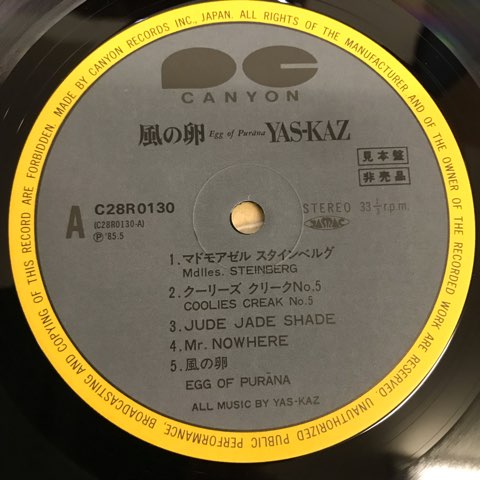 MADE BY CANYON RECORDS INC., JAPAN. ALL RIGHTS OF THE MANUFACTURER AND OF THE OWNER OF THE RECORDED WORK ARE RESERVED. UNAUTHORIZED PUBLIC PERFORMANCE, BROADCASTING AND COPYING OF THIS RECORD ARE FORBIDDEN.
CANYON
風の卵 Egg of Purāna YAS-KAZ
見本盤
非売品
A
C28R0130
(C28R0130-A)
Ⓟ '85.5
STEREO 33 1/3 r.p.m.
1. マドモアゼル スタインベルグ
Mdlles. STEINBERG
2. クーリーズ クリークNo.5
COOLIES CREAK No.5
3. JUDE JADE SHADE
4. Mr. NOWHERE
5. 風の卵
EGG OF PURĀNA
ALL MUSIC BY YAS-KAZ